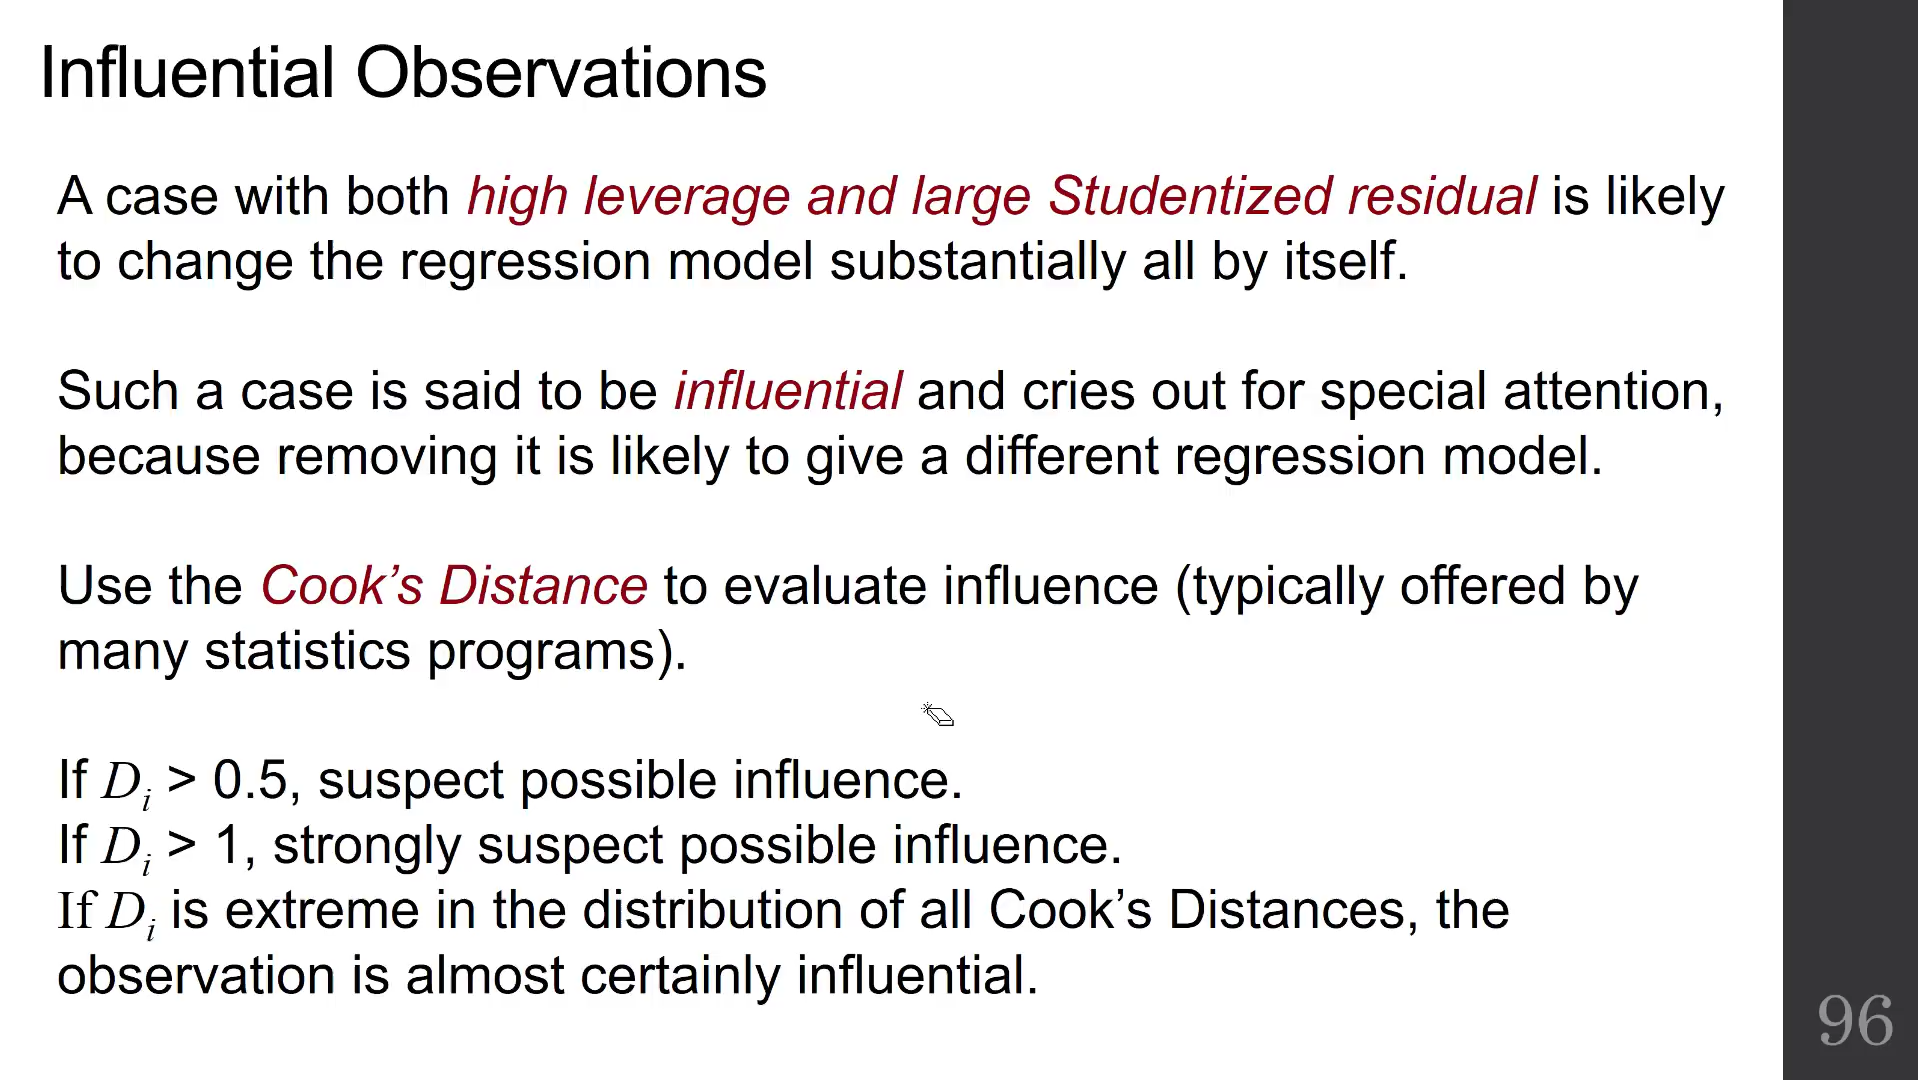 Influential Observations
A case with both high leverage and large Studentized residual is likely
to change the regression model substantially all by itself.
Such a case is said to be influential and cries out for special attention,
because removing it is likely to give a different regression model.
Use the Cook’s Distance to evaluate influence (typically offered by
many statistics programs).
If Di > 0.5, suspect possible influence.
If Di > 1, strongly suspect possible influence.
If Di is extreme in the distribution of all Cook’s Distances, the
observation is almost certainly influential.
96